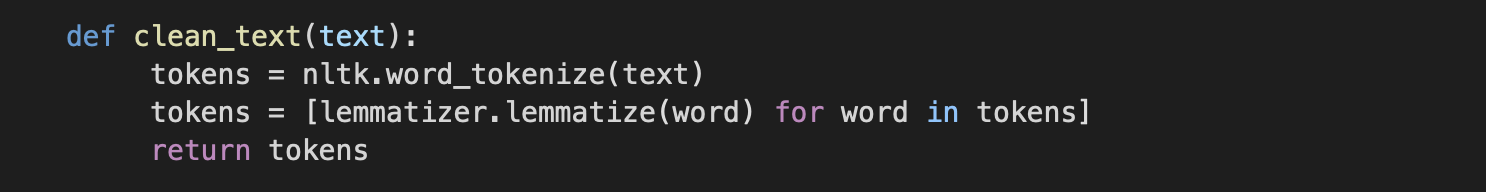 def clean_text(text):
     tokens = nltk.word_tokenize(text)
     tokens = [lemmatizer.lemmatize(word) for word in tokens]
     return tokens